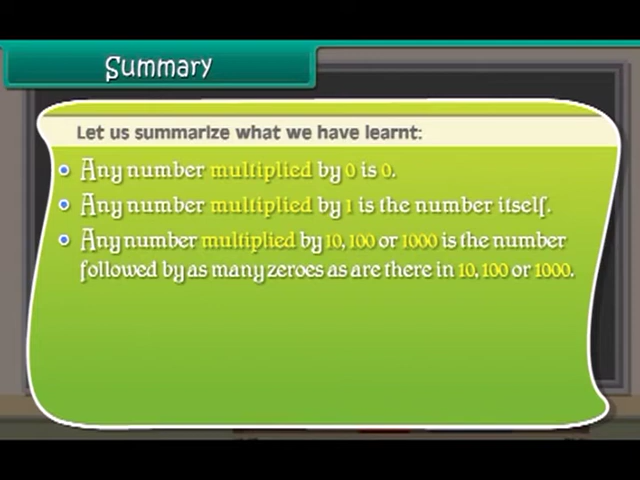 Summary
Let us summarize what we have learnt:
Any number multiplied by 0 is 0.
Any number multiplied by 1 is the number itself.
Any number multiplied by 10, 100 or 1000 is the number
followed by as many zeroes as are there in 10, 100 or 1000.